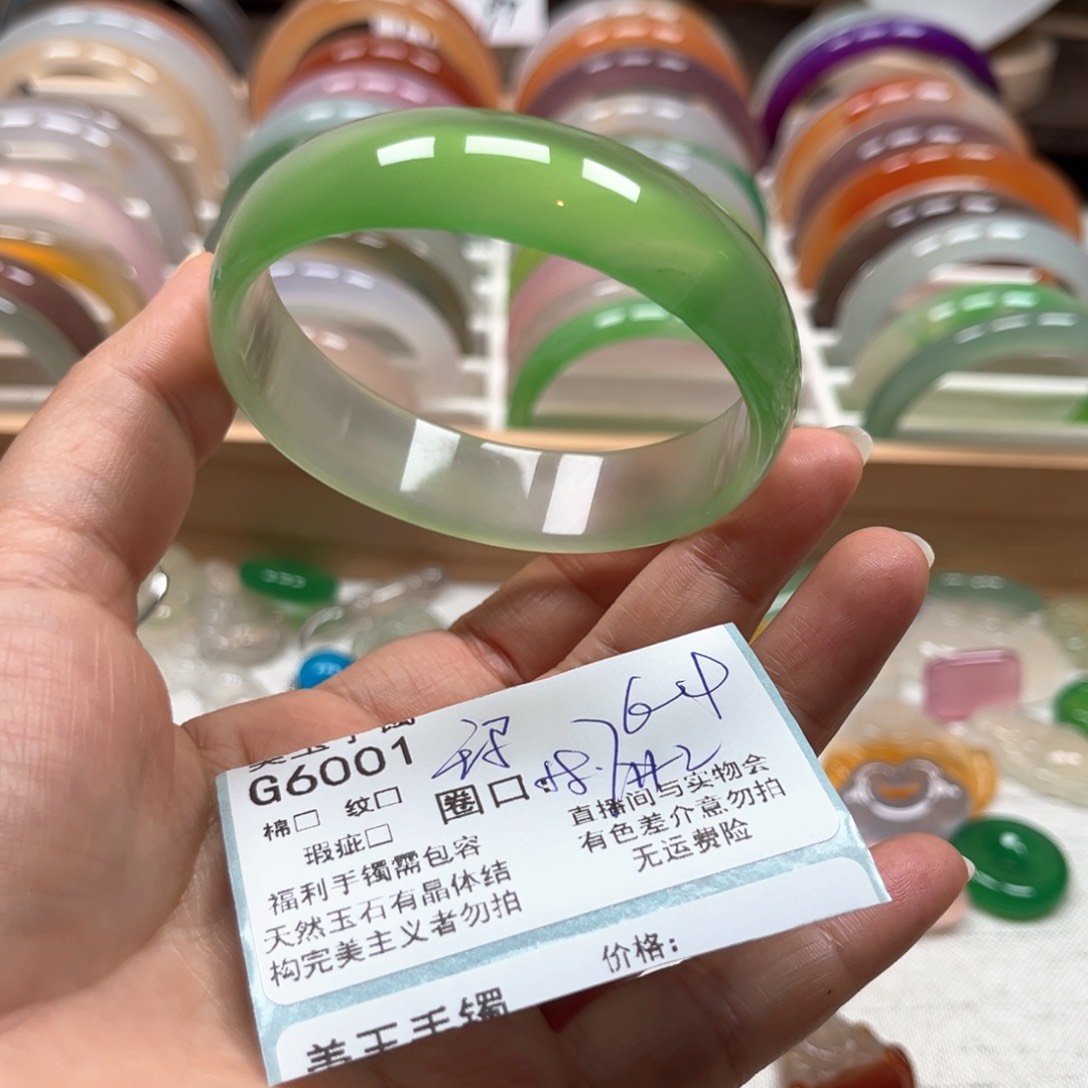 G6001
棉□ 纹□ 圈口:
瑕疵□
福利手镯需包容
天然玉石有晶体结
构完美主义者勿拍
直播间与实物会
有色差介意勿拍
无运费险
价格:
美玉手镯